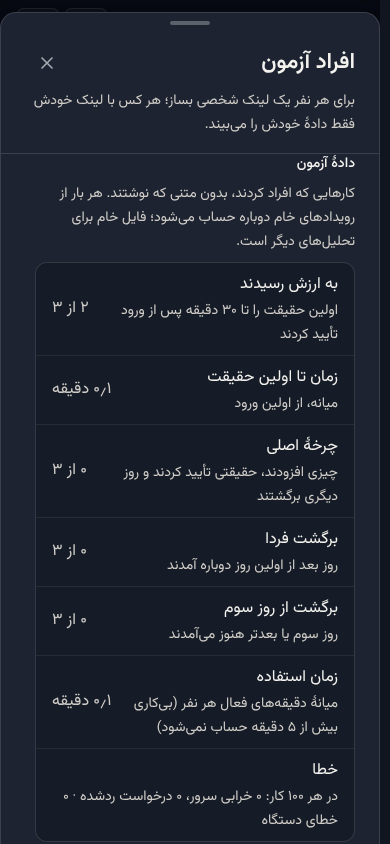 افراد آزمون
برای هر نفر یک لینک شخصی بساز؛ هر کس با لینک خودش
فقط دادهٔ خودش را می‌بیند.
دادهٔ آزمون
کارهایی که افراد کردند، بدون متنی که نوشتند. هر بار از
رویدادهای خام دوباره حساب می‌شود؛ فایل خام برای
تحلیل‌های دیگر است.
به ارزش رسیدند
۲ از ۳
اولین حقیقت را تا ۳۰ دقیقه پس از ورود
تأیید کردند
زمان تا اولین حقیقت
۰٫۱ دقیقه
میانه، از اولین ورود
چرخهٔ اصلی
۰ از ۳
چیزی افزودند، حقیقتی تأیید کردند و روز
دیگری برگشتند
برگشت فردا
۰ از ۳
روز بعد از اولین روز دوباره آمدند
برگشت از روز سوم
۰ از ۳
روز سوم یا بعدتر هنوز می‌آمدند
زمان استفاده
۰٫۱ دقیقه
میانهٔ دقیقه‌های فعال هر نفر (بی‌کاری
بیش از ۵ دقیقه حساب نمی‌شود)
خطا
در هر ۱۰۰ کار: ۰ خرابی سرور، ۰ درخواست ردشده · ۰
خطای دستگاه